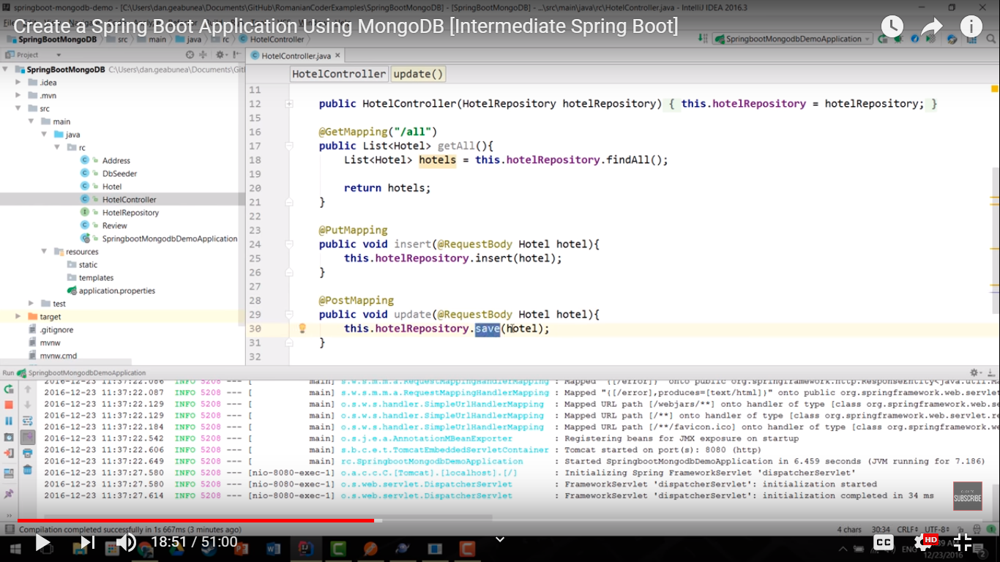 springboot-mongodb-demo - [C:\Users\dan.geabunea\Documents\GitHub\RomanianCoderExamples\SpringBootMongoDB] - [SpringBootMongoDB] - ...\src\main\java\rc\HotelController.java - IntelliJ IDEA 2016.3
Create a Spring Boot Application Using MongoDB [Intermediate Spring Boot]
SpringBootMongoDB src main java rc HotelController SpringbootMongodbDemoApplication
Project HotelController.java
SpringBootMongoDB C:\Users\dan.geabunea\Documents\Git
HotelController update()
.idea
.mvn
src
main
java
rc
Address
DbSeeder
Hotel
HotelController
HotelRepository
Review
SpringbootMongodbDemoApplication
resources
static
templates
application.properties
test
target
.gitignore
mvnw
mvnw.cmd
11
12 public HotelController(HotelRepository hotelRepository) { this.hotelRepository = hotelRepository; }
15
16 @GetMapping("/all")
17 public List<Hotel> getAll(){
18 List<Hotel> hotels = this.hotelRepository.findAll();
19
20 return hotels;
21 }
22
23 @PutMapping
24 public void insert(@RequestBody Hotel hotel){
25 this.hotelRepository.insert(hotel);
26 }
27
28 @PostMapping
29 public void update(@RequestBody Hotel hotel){
30 this.hotelRepository.save(hotel);
31 }
32
Run SpringbootMongodbDemoApplication
2016-12-23 11:37:22.086 INFO 5208 --- [ main] s.w.s.m.m.a.RequestMappingHandlerMapping : Mapped "{[/error]}" onto public org.springframework.http.ResponseEntity<java.util.Ma
2016-12-23 11:37:22.087 INFO 5208 --- [ main] s.w.s.m.m.a.RequestMappingHandlerMapping : Mapped "{[/error],produces=[text/html]}" onto public org.springframework.web.servlet
2016-12-23 11:37:22.129 INFO 5208 --- [ main] o.s.w.s.handler.SimpleUrlHandlerMapping : Mapped URL path [/webjars/**] onto handler of type [class org.springframework.web.se
2016-12-23 11:37:22.129 INFO 5208 --- [ main] o.s.w.s.handler.SimpleUrlHandlerMapping : Mapped URL path [/**] onto handler of type [class org.springframework.web.servlet.re
2016-12-23 11:37:22.184 INFO 5208 --- [ main] o.s.w.s.handler.SimpleUrlHandlerMapping : Mapped URL path [/**/favicon.ico] onto handler of type [class org.springframework.we
2016-12-23 11:37:22.542 INFO 5208 --- [ main] o.s.j.e.a.AnnotationMBeanExporter : Registering beans for JMX exposure on startup
2016-12-23 11:37:22.606 INFO 5208 --- [ main] s.b.c.e.t.TomcatEmbeddedServletContainer : Tomcat started on port(s): 8080 (http)
2016-12-23 11:37:22.649 INFO 5208 --- [ main] rc.SpringbootMongodbDemoApplication : Started SpringbootMongodbDemoApplication in 6.459 seconds (JVM running for 7.186)
2016-12-23 11:37:27.580 INFO 5208 --- [nio-8080-exec-1] o.a.c.c.C.[Tomcat].[localhost].[/] : Initializing Spring FrameworkServlet 'dispatcherServlet'
2016-12-23 11:37:27.580 INFO 5208 --- [nio-8080-exec-1] o.s.web.servlet.DispatcherServlet : FrameworkServlet 'dispatcherServlet': initialization started
2016-12-23 11:37:27.614 INFO 5208 --- [nio-8080-exec-1] o.s.web.servlet.DispatcherServlet : FrameworkServlet 'dispatcherServlet': initialization completed in 34 ms
SUBSCRIBE
Compilation completed successfully in 1s 667ms (3 minutes ago) 4 chars 30:34 CRLF UTF-8
18:51 / 51:00 CC HD
ENG
12/23/2016